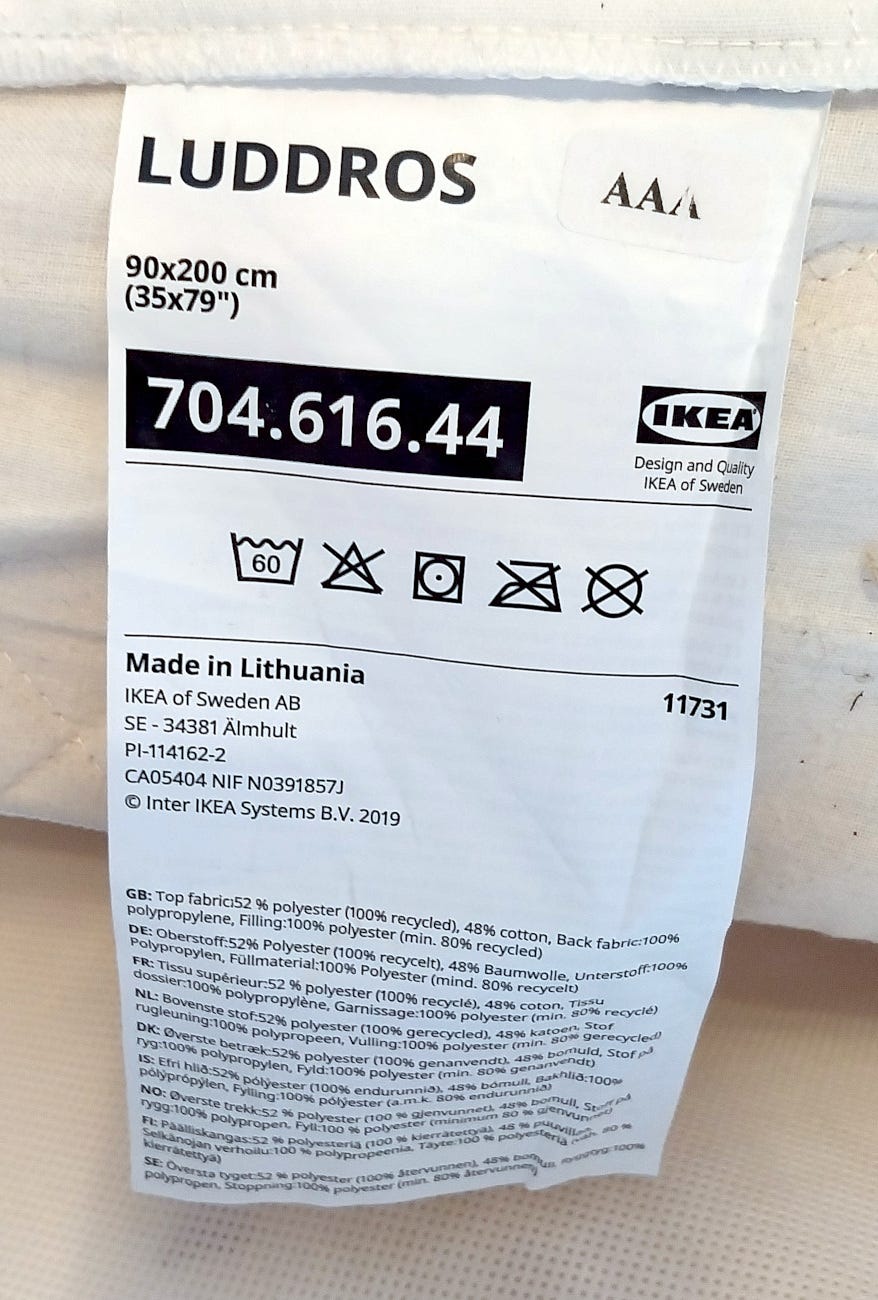 LUDDROS
AAA
90x200 cm
(35x79")
704.616.44
IKEA
Design and Quality
IKEA of Sweden
60
Made in Lithuania
11731
IKEA of Sweden AB
SE - 34381 Älmhult
PI-114162-2
CA05404 NIF N0391857J
© Inter IKEA Systems B.V. 2019
GB: Top fabric:52 % polyester (100% recycled), 48% cotton, Back fabric:100%
polypropylene, Filling:100% polyester (min. 80% recycled)
DE: Oberstoff:52% Polyester (100% recycelt), 48% Baumwolle, Unterstoff:100%
Polypropylen, Füllmaterial:100% Polyester (mind. 80% recycelt)
FR: Tissu supérieur:52 % polyester (100% recyclé), 48% coton, Tissu
dossier:100% polypropylène, Garnissage:100% polyester (min. 80% recyclé)
NL: Bovenste stof:52% polyester (100% gerecycled), 48% katoen, Stof
rugleuning:100% polypropeen, Vulling:100% polyester (min. 80% gerecycled)
DK: Øverste betræk:52% polyester (100% genanvendt), 48% bomuld, Stof på
ryg:100% polypropylen, Fyld:100% polyester (min. 80% genanvendt)
IS: Efri hlið:52% pólýester (100% endurunnið), 48% bómull, Bakhlið:100%
pólýprópýlen, Fylling:100% pólýester (a.m.k. 80% endurunnið)
NO: Øverste trekk:52 % polyester (100 % gjenvunnet), 48% bomull, Stoff på
rygg:100% polypropen, Fyll:100 % polyester (minimum 80 % gjenvunnet)
FI: Päälliskangas:52 % polyesteriä (100 % kierrätettyä), 48 % puuvillaa,
Selkänojan verhoilu:100 % polypropeenia, Täyte:100 % polyesteriä (väh. 80 %
kierrätettyä)
SE: Översta tyget:52 % polyester (100% återvunnen), 48% bomull, Ryggtyg:100%
polypropen, Stoppning:100% polyester (min. 80% återvunnen)